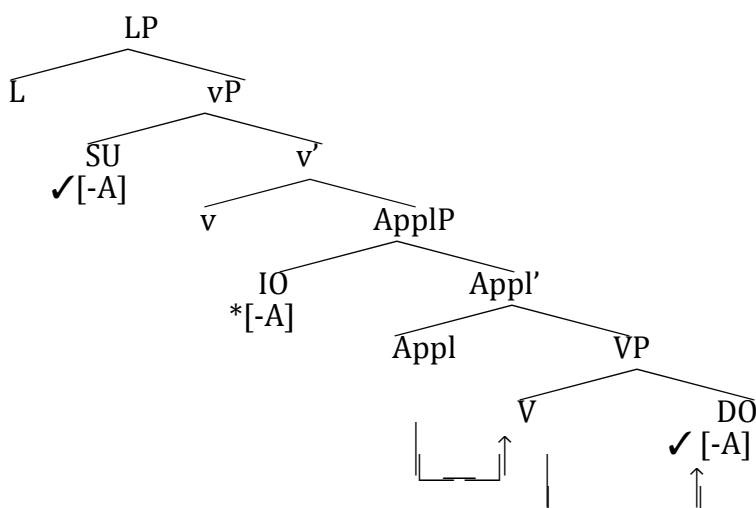 LP
L vP
SU v’
✓[-A]
v ApplP
IO Appl’
*[-A]
Appl VP
V DO
✓ [-A]